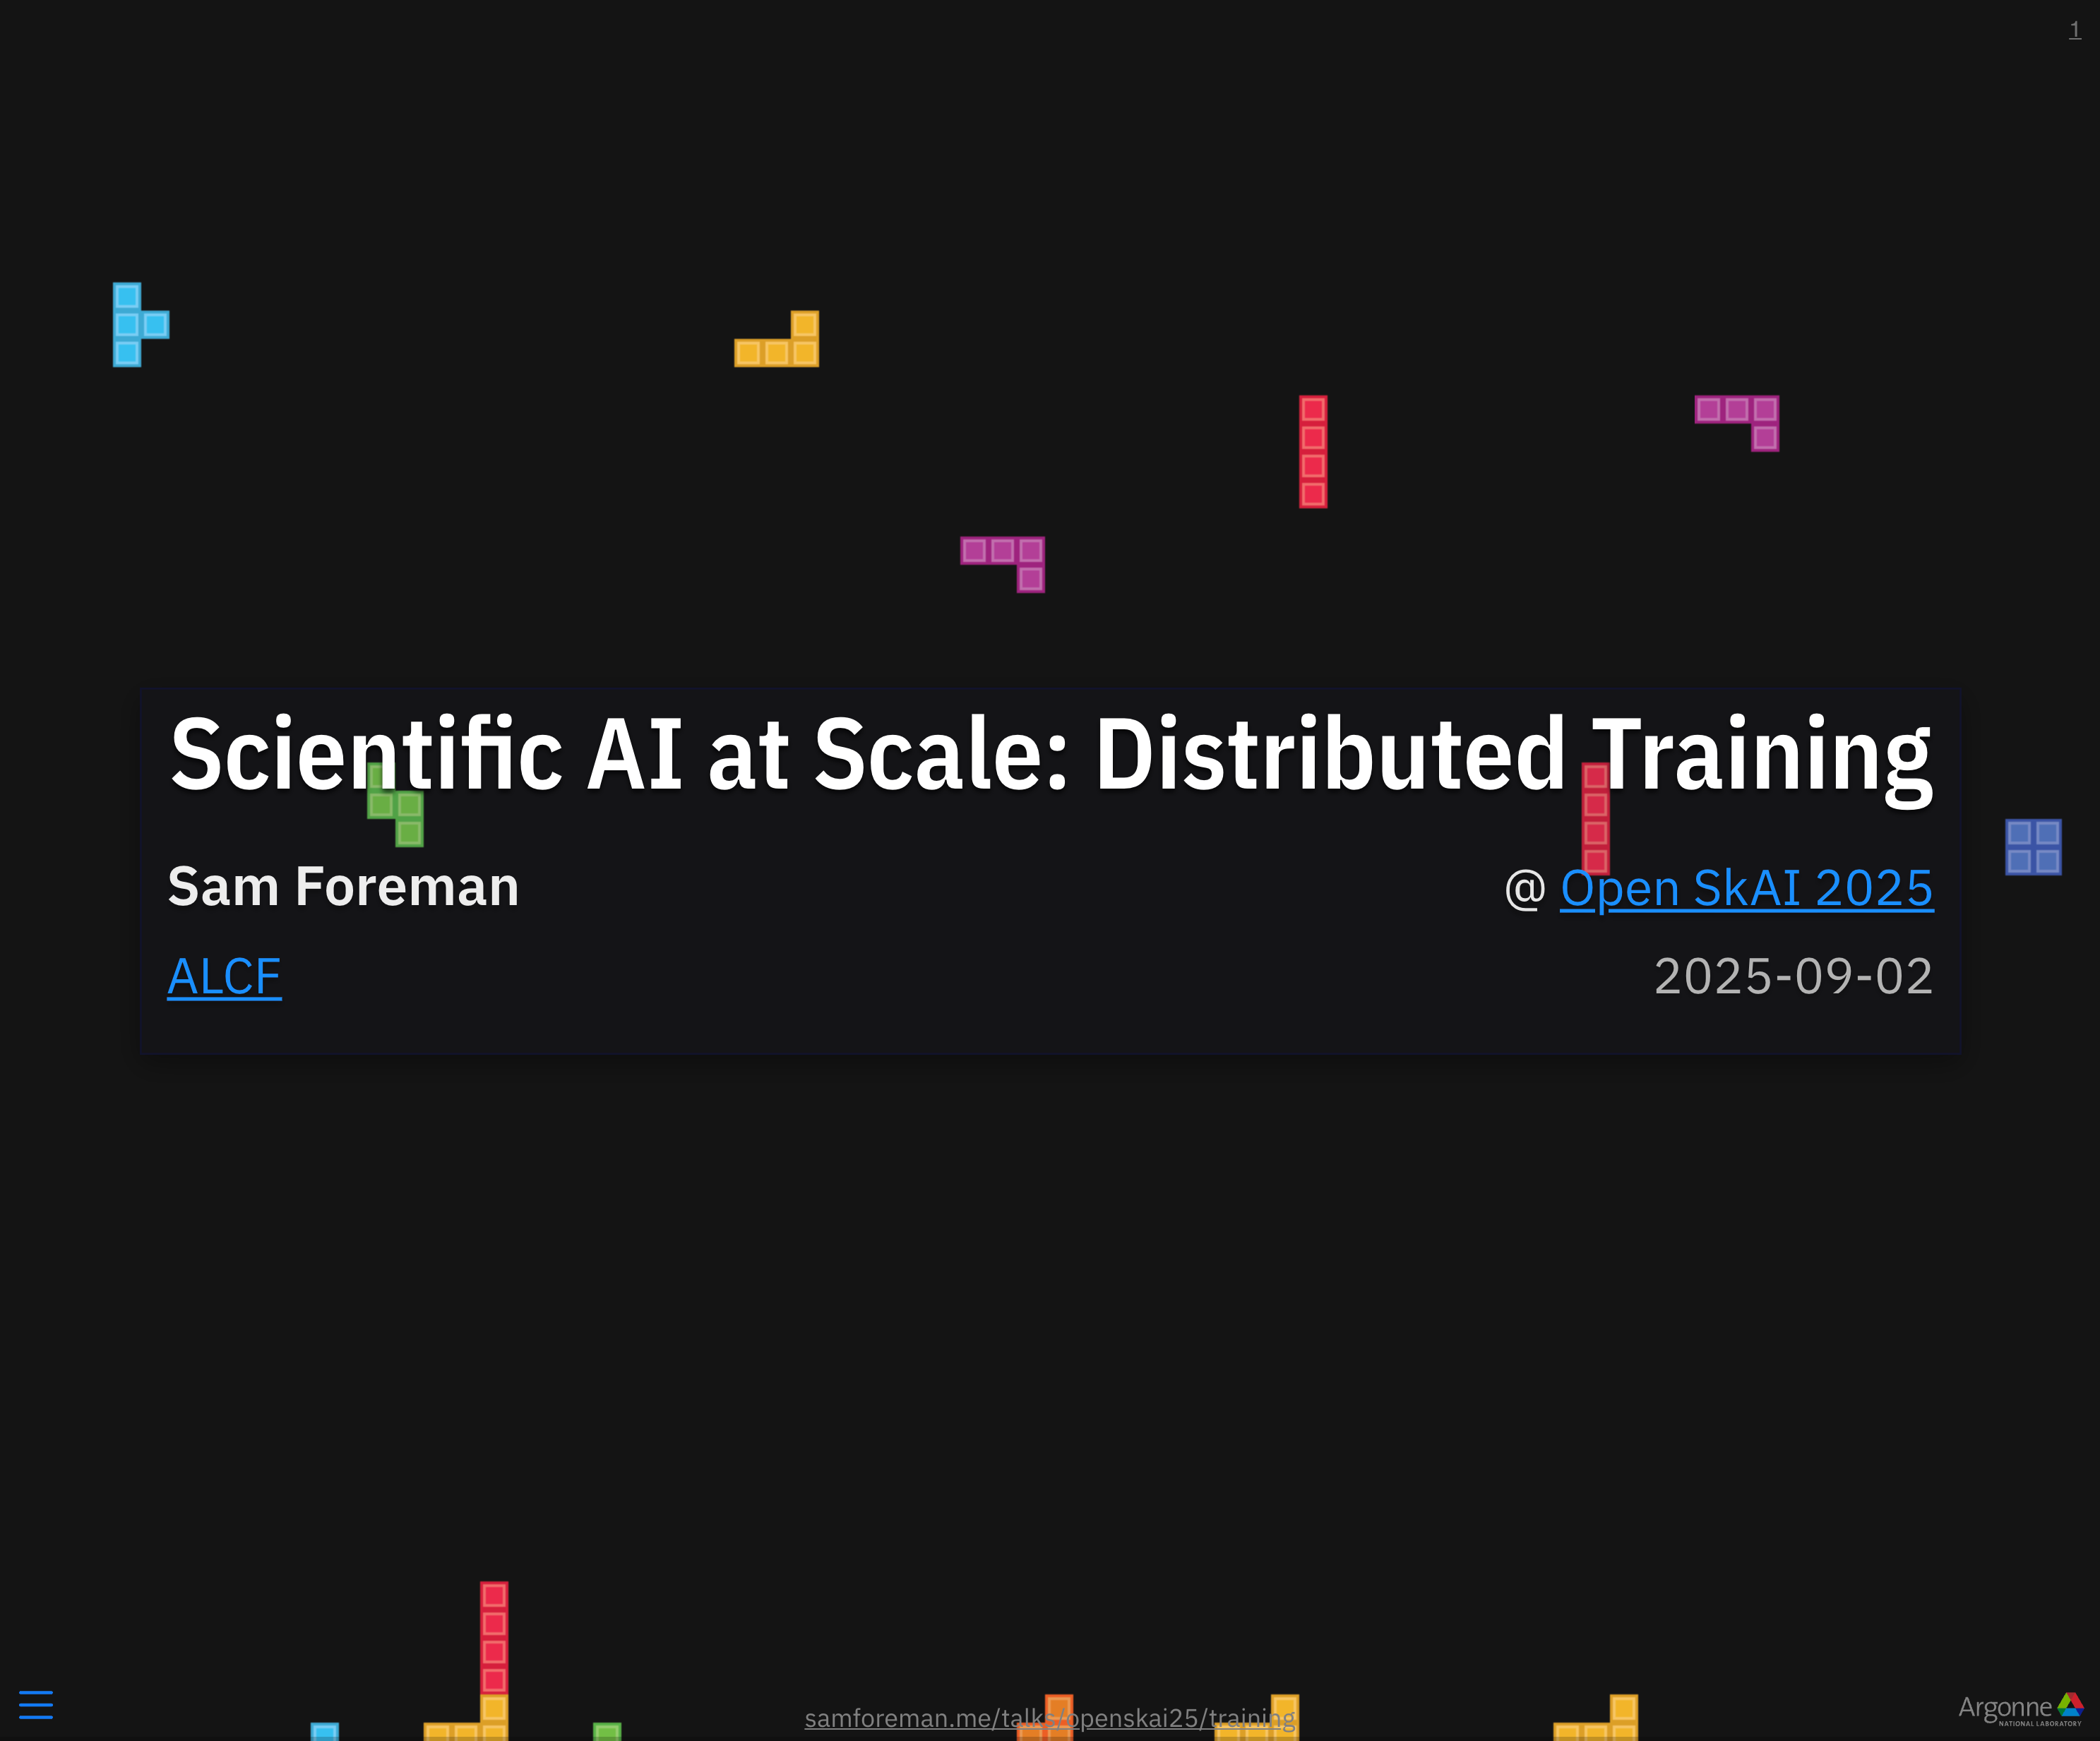 1
Scientific AI at Scale: Distributed Training
Sam Foreman
@ Open SkAI 2025
ALCF
2025-09-02
samforeman.me/talks/openskai25/training
Argonne
NATIONAL LABORATORY